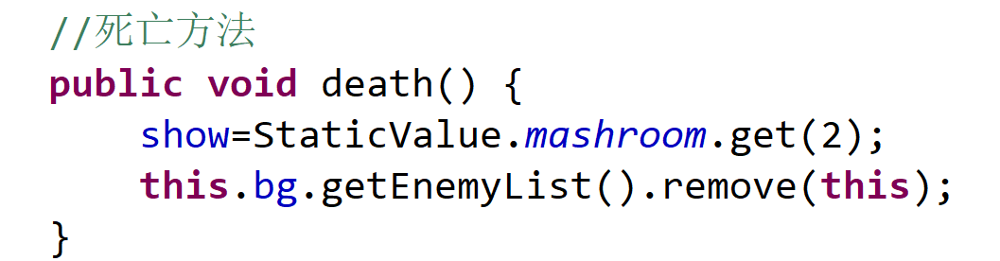 //死亡方法
public void death() {
    show=StaticValue.mashroom.get(2);
    this.bg.getEnemyList().remove(this);
}